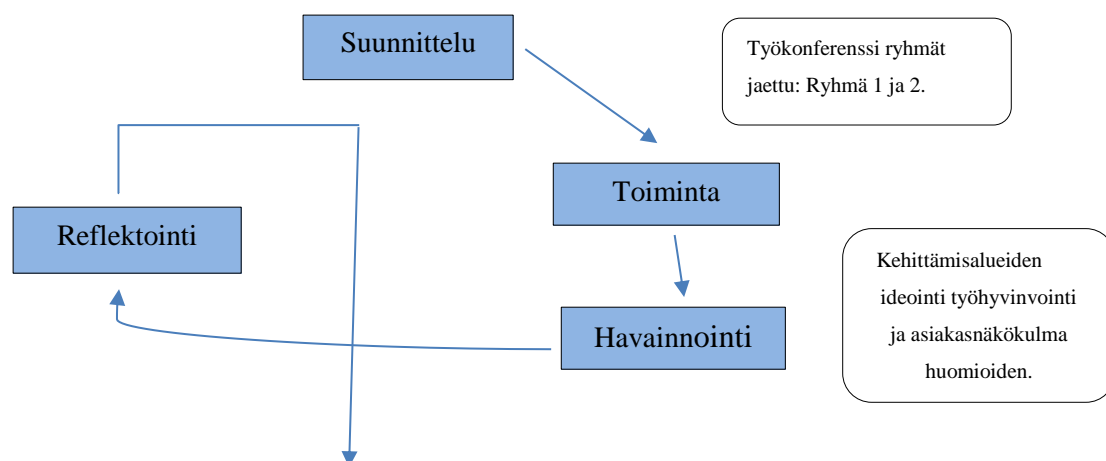 Suunnittelu
Työkonferenssi ryhmät
jaettu: Ryhmä 1 ja 2.
Toiminta
Reflektointi
Kehittämisalueiden
ideointi työhyvinvointi
ja asiakasnäkökulma
huomioiden.
Havainnointi